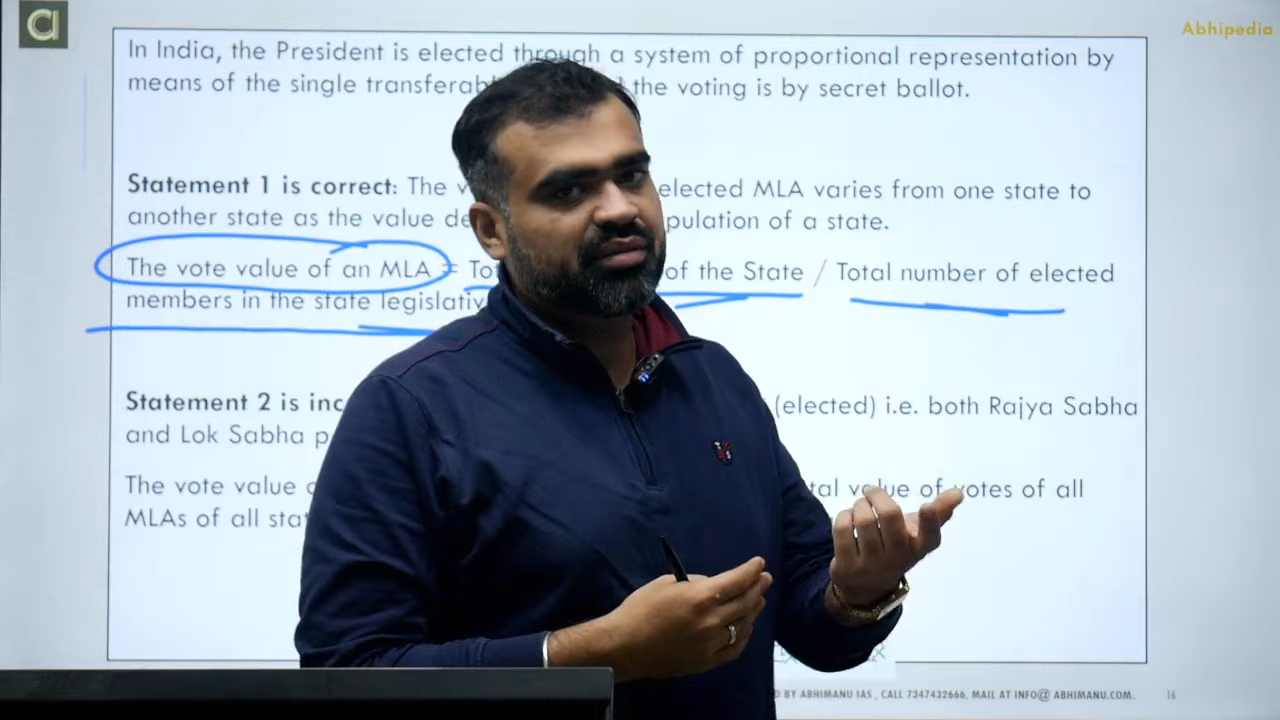 Abhipedia
In India, the President is elected through a system of proportional representation by
means of the single transferab the voting is by secret ballot.
Statement 1 is correct: The v elected MLA varies from one state to
another state as the value de pulation of a state.
The vote value of an MLA = To of the State / Total number of elected
members in the state legislativ
Statement 2 is inc (elected) i.e. both Rajya Sabha
and Lok Sabha p
The vote value tal value of votes of all
MLAs of all stat
D BY ABHIMANU IAS , CALL 7347432666, MAIL AT INFO@ ABHIMANU.COM. 16